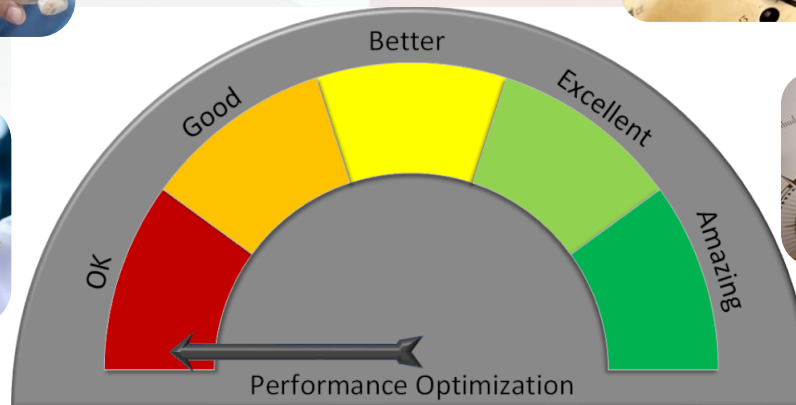 OK
Good
Better
Excellent
Amazing
Performance Optimization